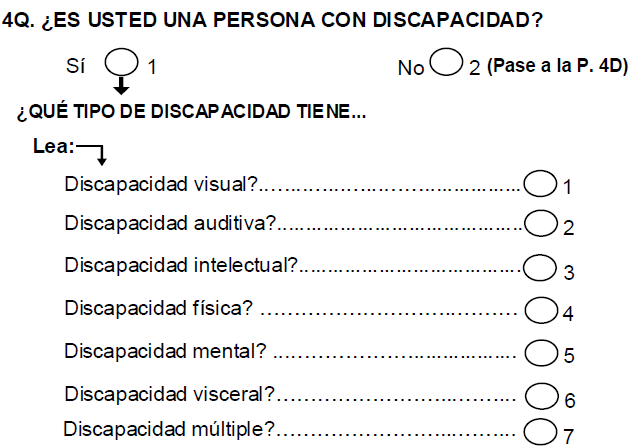 4Q. ¿ES USTED UNA PERSONA CON DISCAPACIDAD?
Sí 1 No 2 (Pase a la P. 4D)
¿QUÉ TIPO DE DISCAPACIDAD TIENE...
Lea:
Discapacidad visual?.................................................. 1
Discapacidad auditiva?............................................... 2
Discapacidad intelectual?........................................... 3
Discapacidad física? .................................................. 4
Discapacidad mental? ................................................ 5
Discapacidad visceral?............................................... 6
Discapacidad múltiple?............................................... 7